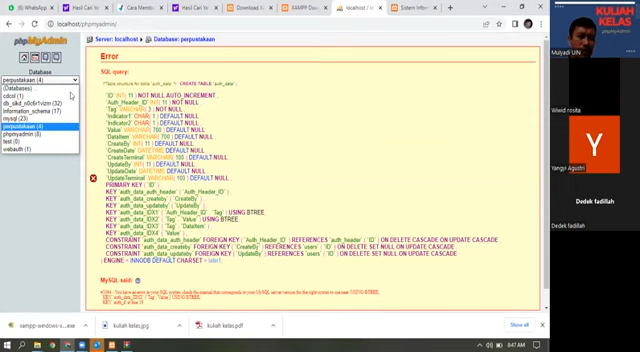 WhatsApp
Hasil Cari Yo
Cara Memb
Hasil Cari Yo
Download X
XAMPP Dow
localhost /
Sistem Infor
localhost/phpmyadmin/
KULIAH
KELAS
Mulyadi UIN
phpMyAdmin
Server: localhost
Database: perpustakaan
Database
perpustakaan (4)
(Databases) ...
cdcol (1)
information_schema (17)
mysql (23)
perpustakaan (4)
phpmyadmin (8)
test (0)
webauth (1)
Error
SQL query:
CREATE TABLE `auth_data`
`ID` INT( 11 ) NOT NULL AUTO_INCREMENT ,
`Auth_Header_ID` INT( 11 ) NOT NULL ,
`Tag` VARCHAR( 3 ) NOT NULL ,
`Indicator1` CHAR( 1 ) DEFAULT NULL ,
`Indicator2` CHAR( 1 ) DEFAULT NULL ,
`Value` VARCHAR( 700 ) DEFAULT NULL ,
`DataItem` VARCHAR( 700 ) DEFAULT NULL ,
`CreateBy` INT( 11 ) DEFAULT NULL ,
`CreateDate` DATETIME DEFAULT NULL ,
`CreateTerminal` VARCHAR( 100 ) DEFAULT NULL ,
`UpdateBy` INT( 11 ) DEFAULT NULL ,
`UpdateDate` DATETIME DEFAULT NULL ,
`UpdateTerminal` VARCHAR( 100 ) DEFAULT NULL ,
PRIMARY KEY ( `ID` ) ,
KEY `auth_data_auth_header` ( `Auth_Header_ID` ) ,
KEY `auth_data_createby` ( `CreateBy` ) ,
KEY `auth_data_updateby` ( `UpdateBy` ) ,
KEY `auth_data_IDX1` ( `Auth_Header_ID` , `Tag` ) USING BTREE,
KEY `auth_data_IDX2` ( `Tag` , `Value` ) USING BTREE,
KEY `auth_data_IDX3` ( `Tag` , `DataItem` ) ,
KEY `auth_data_IDX4` ( `Value` ) ,
CONSTRAINT `auth_data_auth_header` FOREIGN KEY ( `Auth_Header_ID` ) REFERENCES `auth_header` ( `ID` ) ON DELETE CASCADE ON UPDATE CASCADE ,
CONSTRAINT `auth_data_createby` FOREIGN KEY ( `CreateBy` ) REFERENCES `users` ( `ID` ) ON DELETE SET NULL ON UPDATE CASCADE ,
CONSTRAINT `auth_data_updateby` FOREIGN KEY ( `UpdateBy` ) REFERENCES `users` ( `ID` ) ON DELETE SET NULL ON UPDATE CASCADE
) ENGINE = INNODB DEFAULT CHARSET = latin1;
MySQL said:
Wiwid rosita
Y
Yangyi Agustri
Dedek fadillah
Dedek fadillah
xampp-windows-x....exe
kuliah kelas.jpg
kuliah kelas.pdf
Show all
8:47 AM